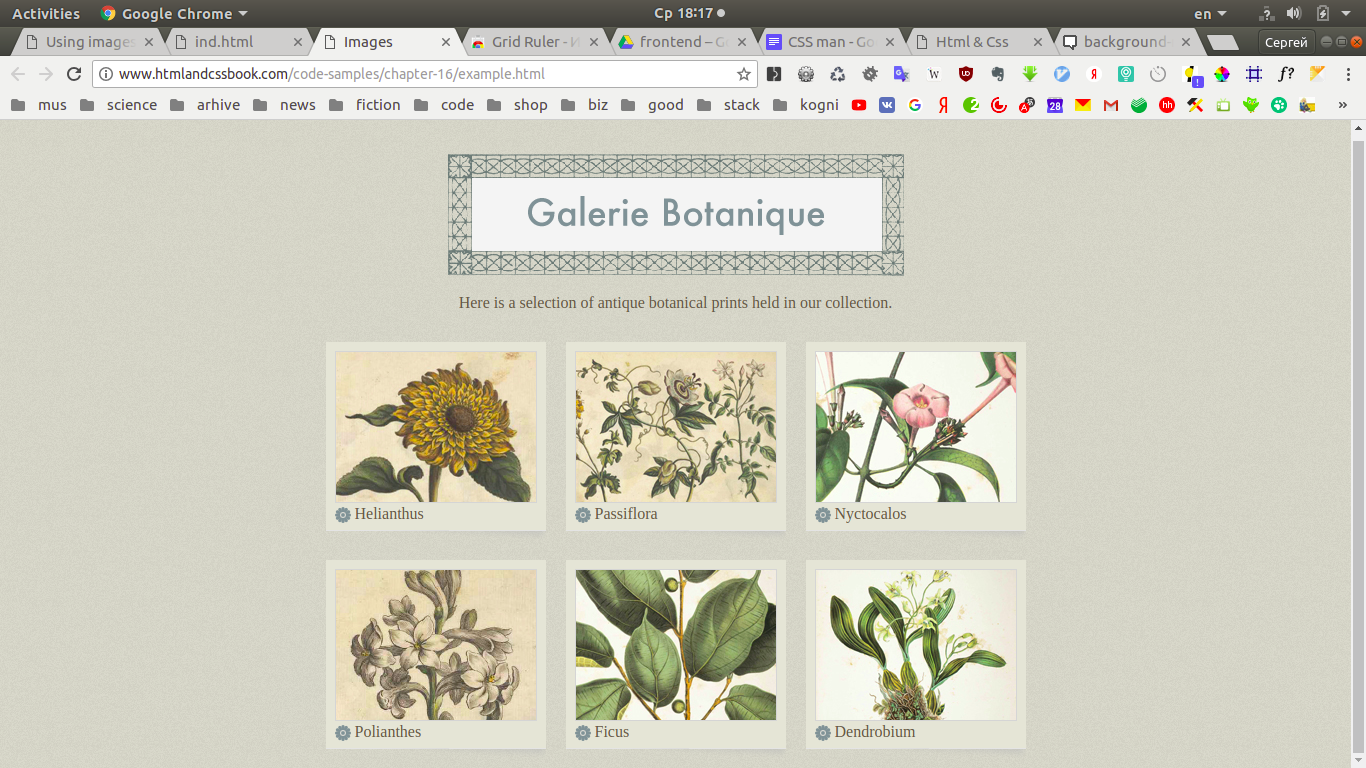 Activities Google Chrome Ср 18:17 en
Using images ind.html Images Grid Ruler - И frontend – G CSS man - Go Html & Css background- Сергей
www.htmlandcssbook.com/code-samples/chapter-16/example.html
mus science arhive news fiction code shop biz good stack kogni
Galerie Botanique
Here is a selection of antique botanical prints held in our collection.
Helianthus Passiflora Nyctocalos
Polianthes Ficus Dendrobium